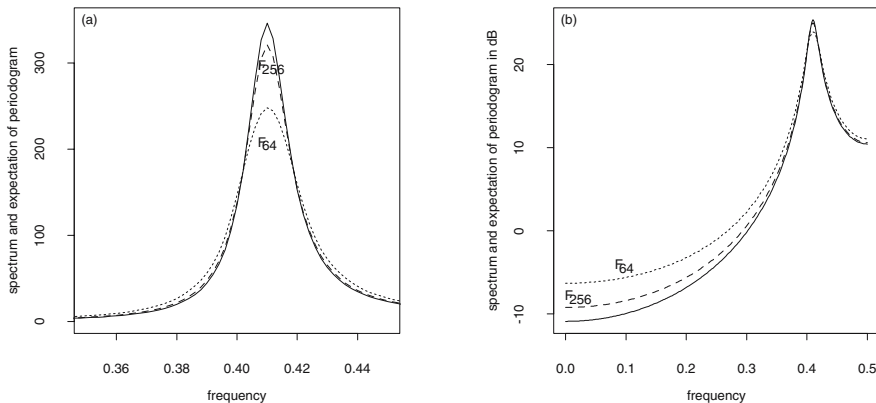 (a)
spectrum and expectation of periodogram
300
200
100
0
F256
F64
0.36 0.38 0.40 0.42 0.44
frequency
(b)
spectrum and expectation of periodogram in dB
20
10
0
-10
F64
F256
0.0 0.1 0.2 0.3 0.4 0.5
frequency